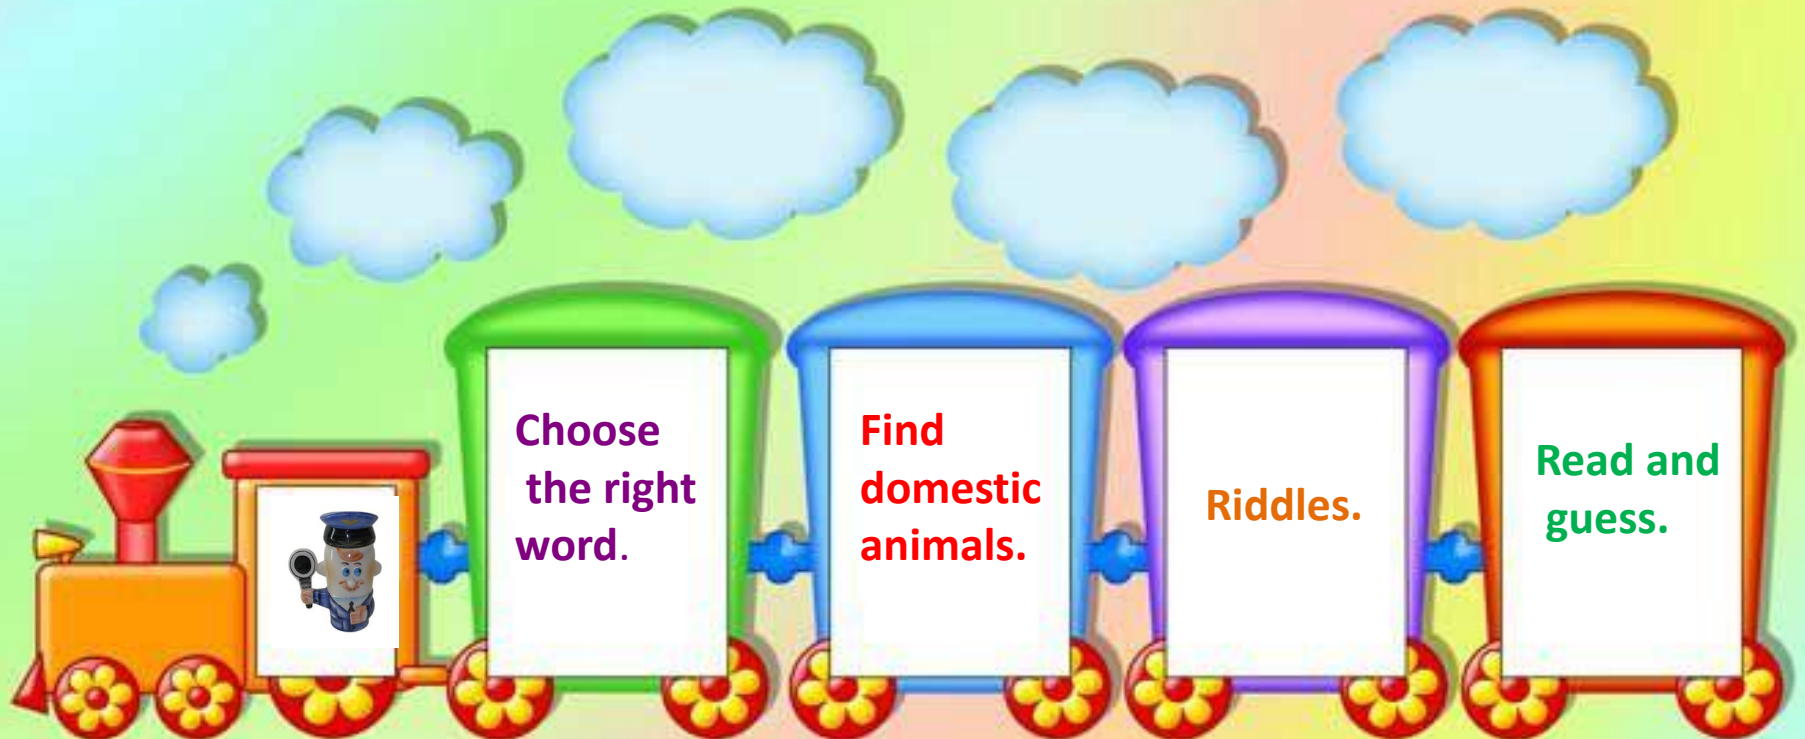 Choose
the right
word.
Find
domestic
animals.
Riddles.
Read and
guess.